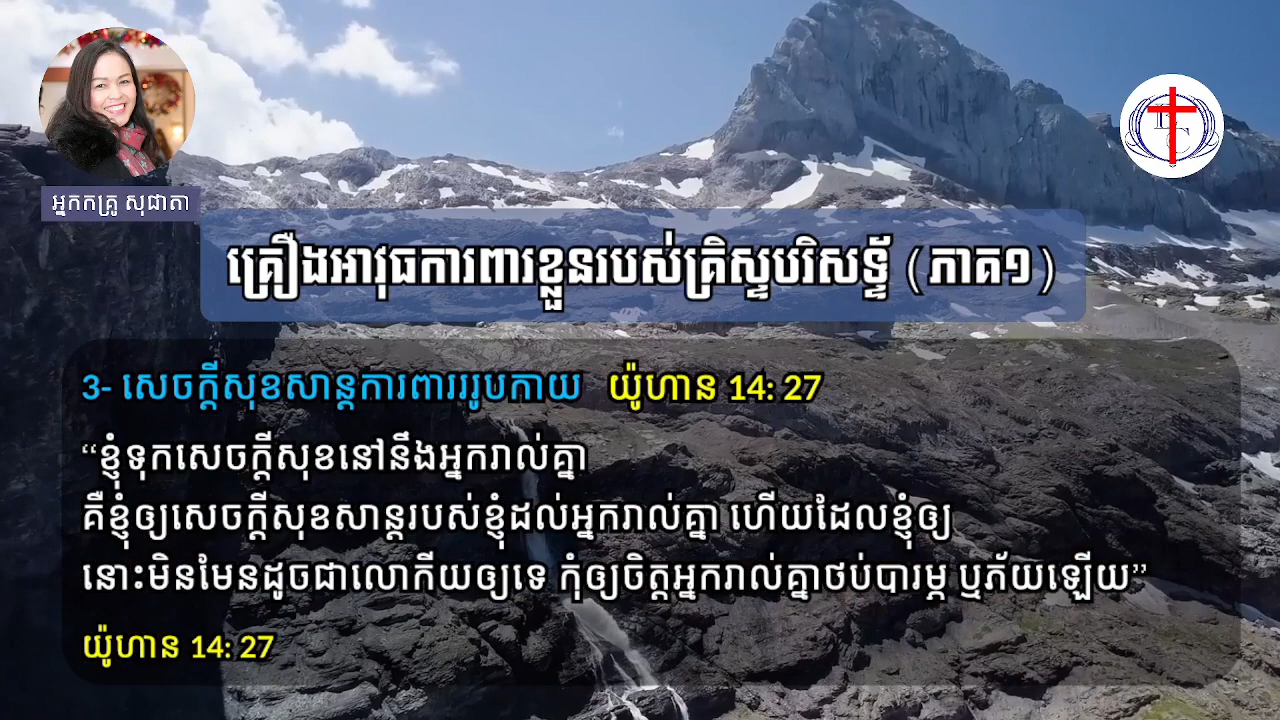 អ្នកកគ្រូ សុជាតា
គ្រឿងអាវុធការពារខ្លួនរបស់គ្រិស្ទបរិសទ្ទ័ (ភាគ១)
3- សេចក្តីសុខសាន្តការពាររូរូបកាយ យ៉ូហាន 14: 27
“ខ្ញុំទុកសេចក្តីសុខនៅនឹងអ្នករាល់គ្នា
គឺខ្ញុំឲ្យសេចក្តីសុខសាន្តរបស់ខ្ញុំដល់អ្នករាល់គ្នា ហើយដែលខ្ញុំឲ្យ
នោះមិនមែនដូចជាលោកីយឲ្យទេ កុំឲ្យចិត្តអ្នករាល់គ្នាថប់បារម្ភ ឬភ័យឡើយ”
យ៉ូហាន 14: 27